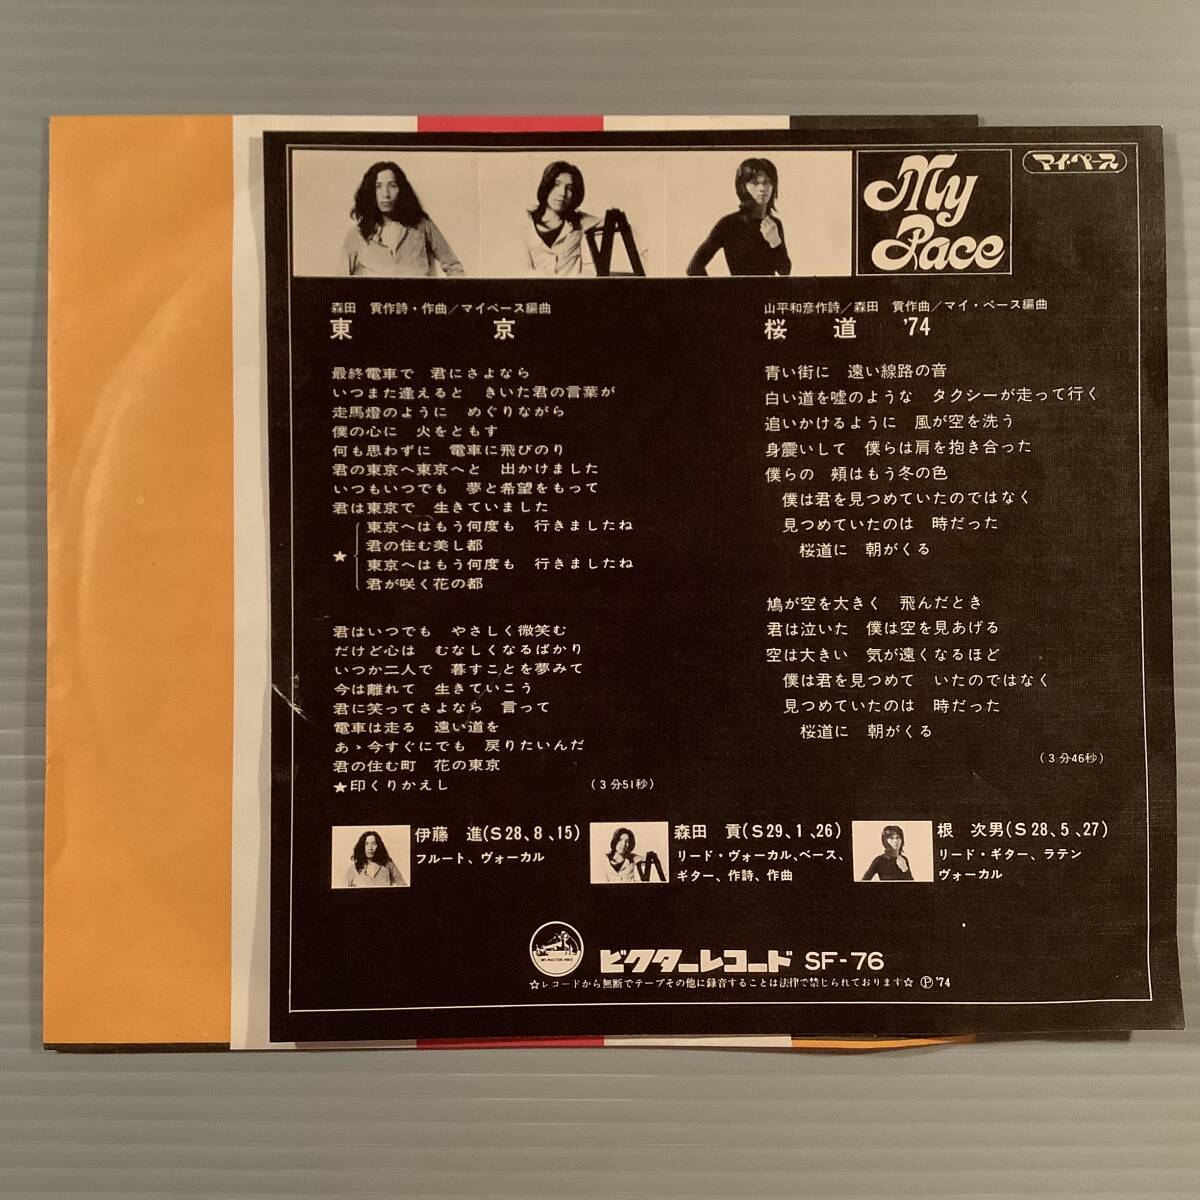 My
Pace
マイ・ペース
森田 貢作詩・作曲／マイペース編曲
東 京
最終電車で 君にさよなら
いつまた逢えると きいた君の言葉が
走馬燈のように めぐりながら
僕の心に 火をともす
何も思わずに 電車に飛びのり
君の東京へ東京へと 出かけました
いつもいつでも 夢と希望をもって
君は東京で 生きていました
東京へはもう何度も 行きましたね
★ 君の住む美し都
東京へはもう何度も 行きましたね
君が咲く花の都
君はいつでも やさしく微笑む
だけど心は むなしくなるばかり
いつか二人で 暮すことを夢みて
今は離れて 生きていこう
君に笑ってさよなら 言って
電車は走る 遠い道を
あゝ今すぐにでも 戻りたいんだ
君の住む町 花の東京
★印くりかえし (3分51秒)
山平和彦作詩／森田 貢作曲／マイ・ペース編曲
桜 道 '74
青い街に 遠い線路の音
白い道を嘘のような タクシーが走って行く
追いかけるように 風が空を洗う
身震いして 僕らは肩を抱き合った
僕らの 頬はもう冬の色
僕は君を見つめていたのではなく
見つめていたのは 時だった
桜道に 朝がくる
鳩が空を大きく 飛んだとき
君は泣いた 僕は空を見あげる
空は大きい 気が遠くなるほど
僕は君を見つめて いたのではなく
見つめていたのは 時だった
桜道に 朝がくる
(3分46秒)
伊藤 進(S28、8、15)
フルート、ヴォーカル
森田 貢(S29、1、26)
リード・ヴォーカル、ベース、
ギター、作詩、作曲
根 次男(S28、5、27)
リード・ギター、ラテン
ヴォーカル
ビクターレコード SF-76
☆レコードから無断でテープその他に録音することは法律で禁じられております☆ Ⓟ'74